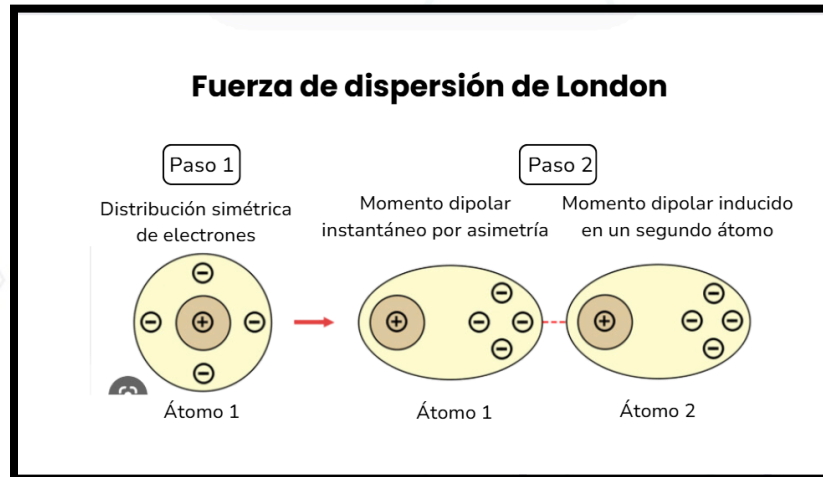 Fuerza de dispersión de London
Paso 1
Distribución simétrica
de electrones
Paso 2
Momento dipolar
instantáneo por asimetría
Momento dipolar inducido
en un segundo átomo
⊖
⊖ ⊕ ⊖
⊖
⊕ ⊖ ⊖ ⊖ ⊖
⊕ ⊖ ⊖ ⊖ ⊖
Átomo 1
Átomo 1
Átomo 2